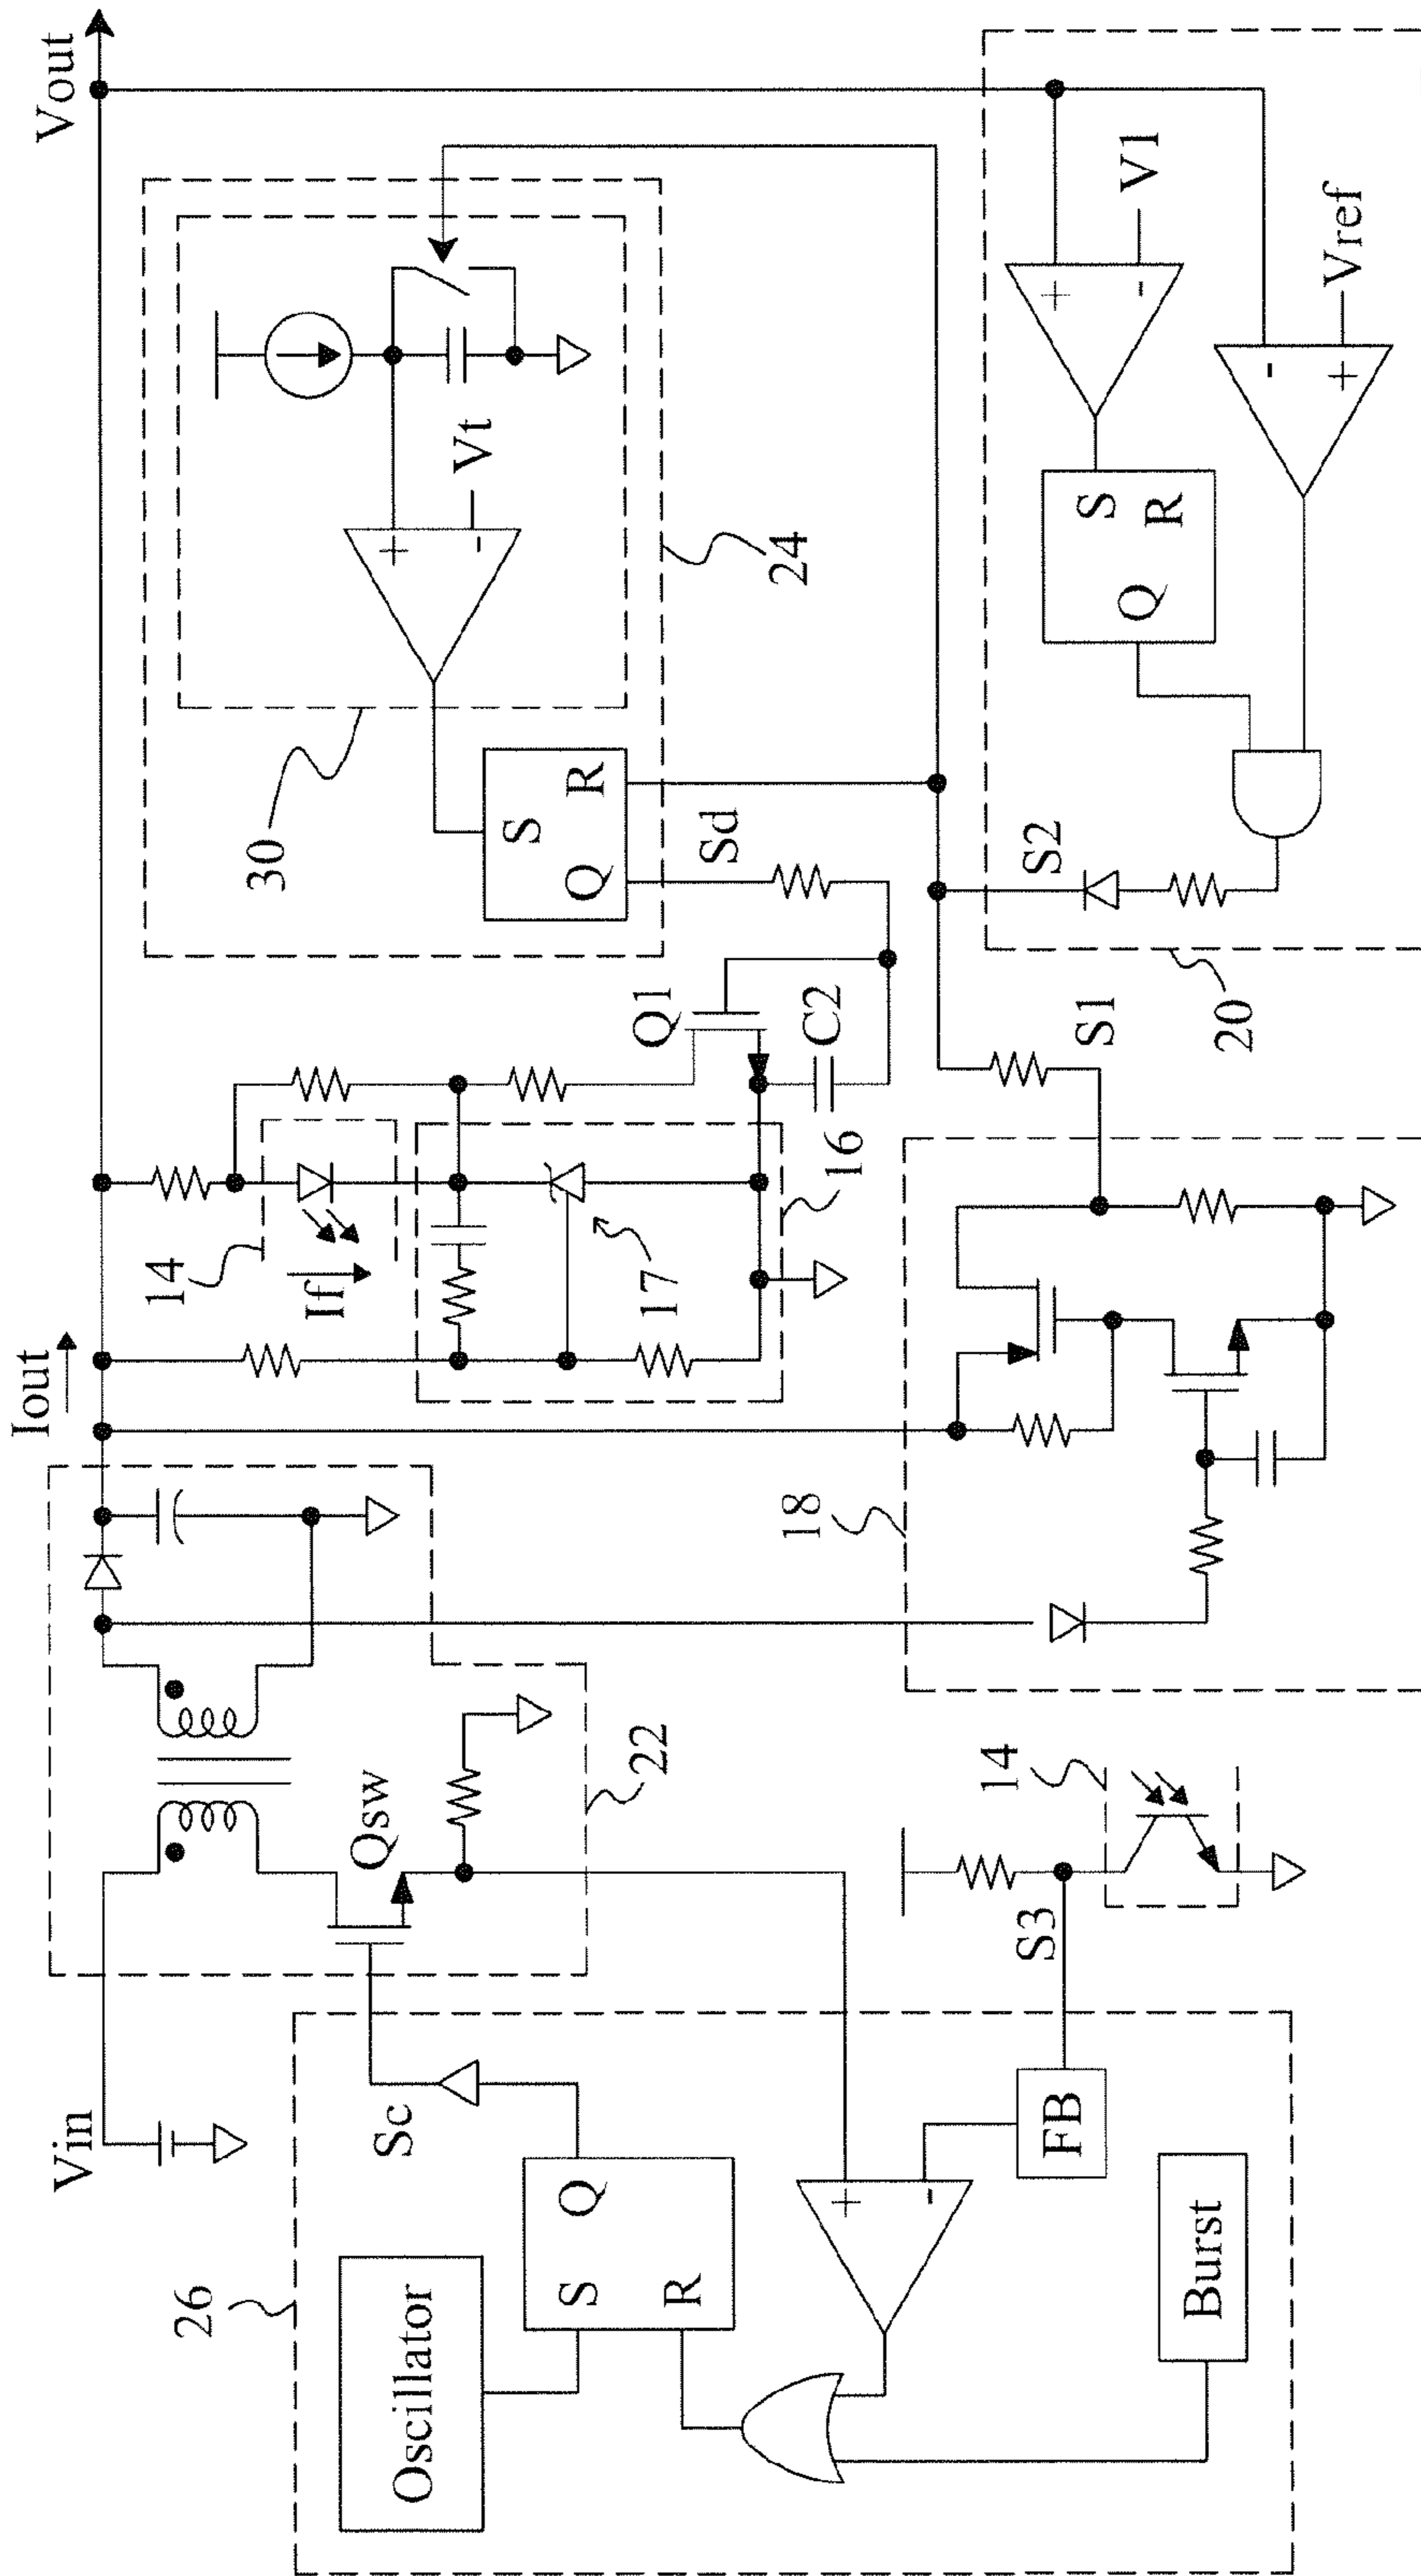 Vin
Iout
Vout
Oscillator
26
S
Q
R
Sc
Qsw
22
FB
Burst
+
-
S3
14
14
If
17
16
Q1
C2
30
S
Q
R
Sd
+
-
Vt
24
18
S1
S2
20
Q
S
R
+
-
V1
-
+
Vref